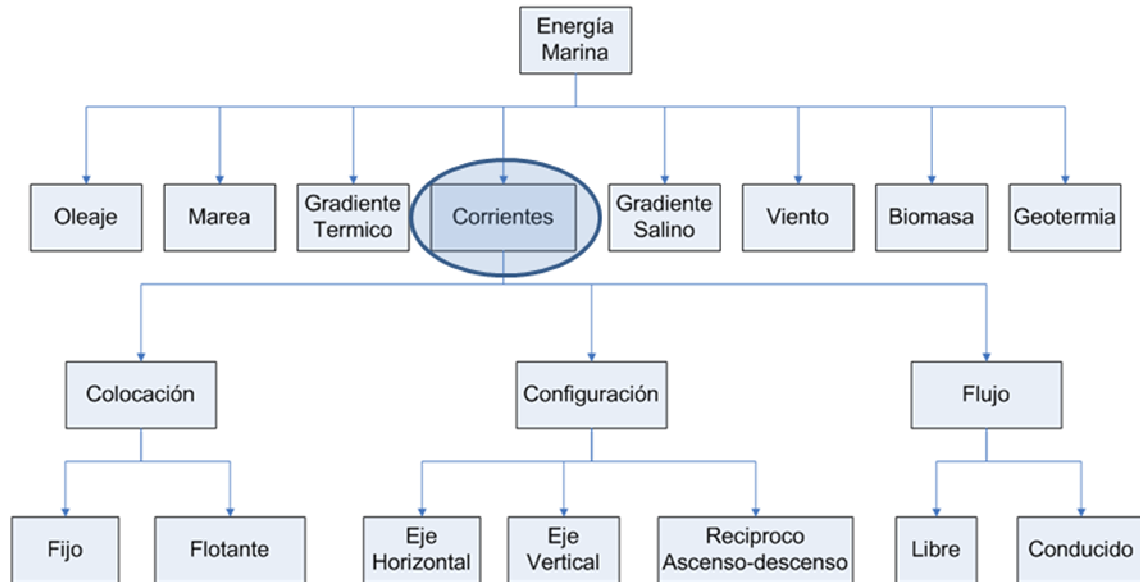 Energía
Marina
Oleaje
Marea
Gradiente
Termico
Corrientes
Gradiente
Salino
Viento
Biomasa
Geotermia
Colocación
Configuración
Flujo
Fijo
Flotante
Eje
Horizontal
Eje
Vertical
Reciproco
Ascenso-descenso
Libre
Conducido